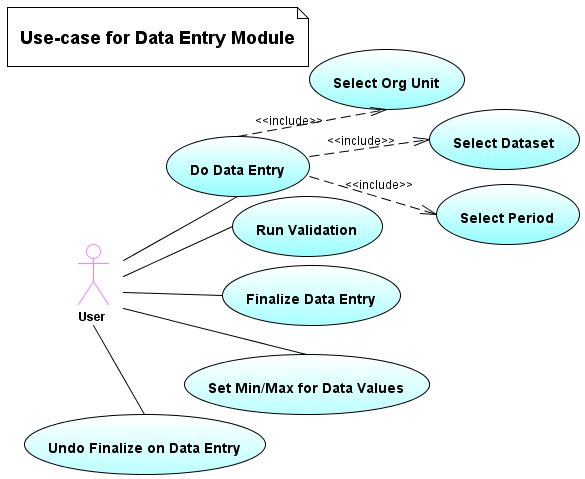 Use-case for Data Entry Module
Select Org Unit
<<include>>
<<include>>
Select Dataset
Do Data Entry
<<include>>
Select Period
Run Validation
Finalize Data Entry
User
Set Min/Max for Data Values
Undo Finalize on Data Entry